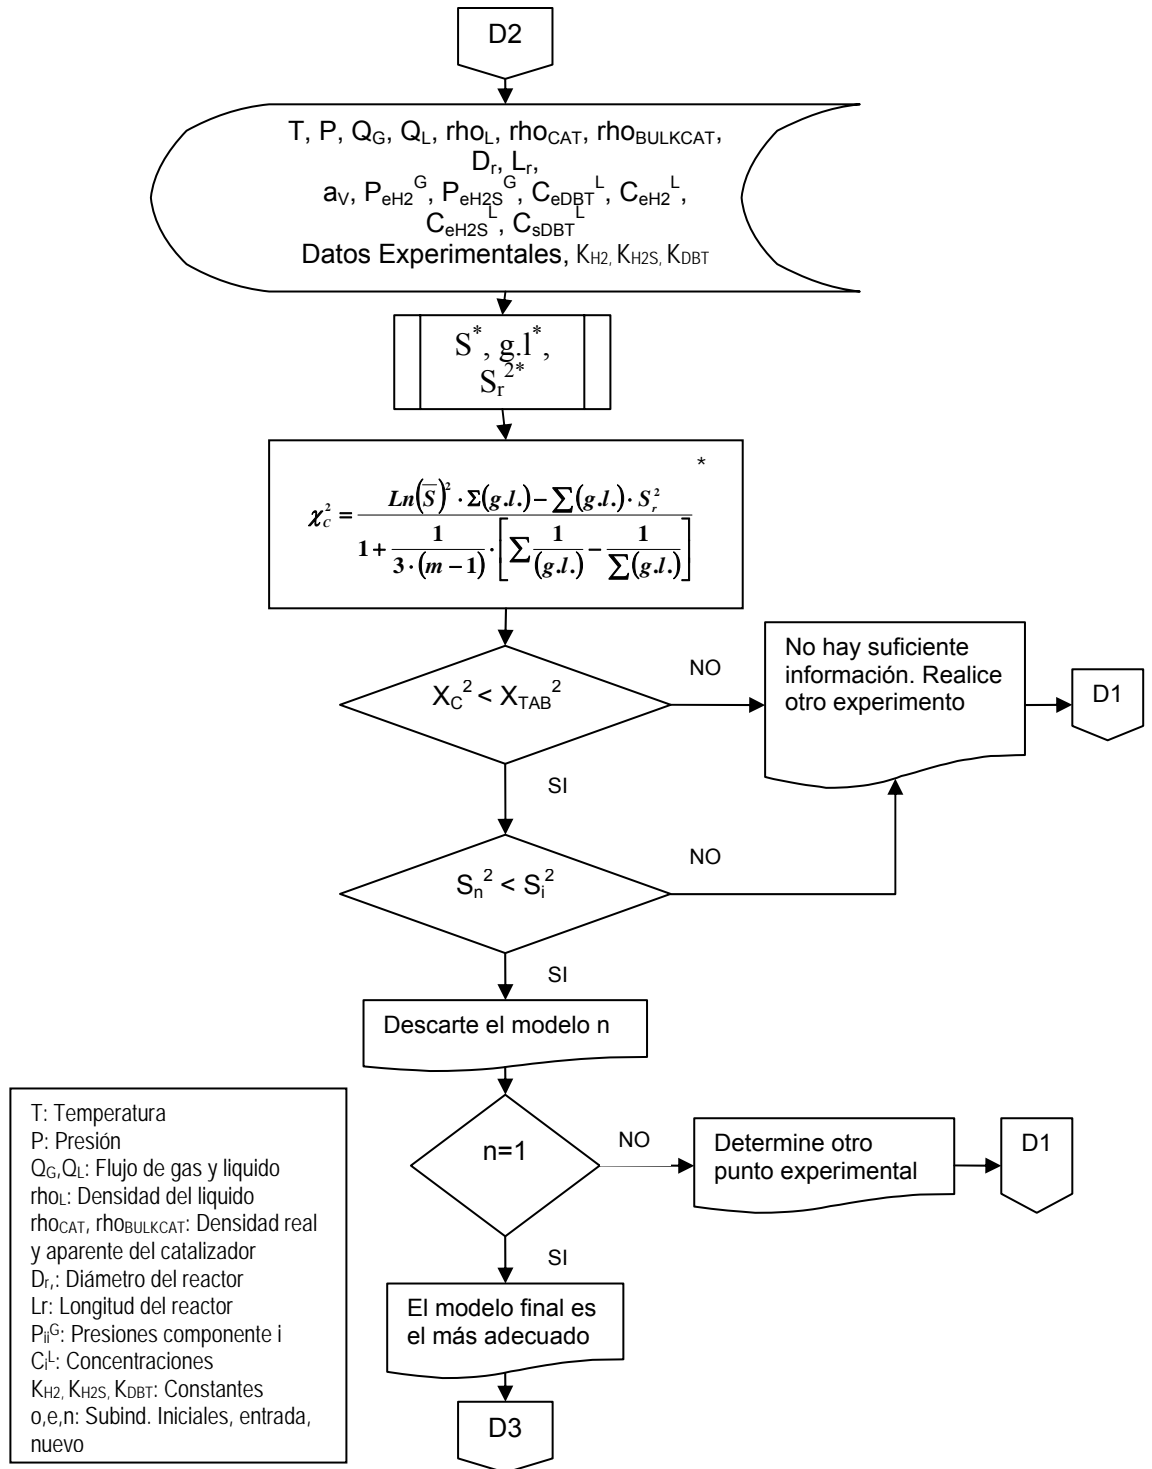 D2
T, P, Q_G, Q_L, rho_L, rho_CAT, rho_BULKCAT,
D_r, L_r,
a_V, P_eH2^G, P_eH2S^G, C_eDBT^L, C_eH2^L,
C_eH2S^L, C_sDBT^L
Datos Experimentales, K_H2, K_H2S, K_DBT
S^*, g.l^*,
S_r^2*
χ_C^2 = \frac{Ln(\overline{S})^2 · Σ(g.l.) − ∑(g.l.) · S_r^2}{1 + \frac{1}{3·(m−1)} · [∑ \frac{1}{(g.l.)} − \frac{1}{∑(g.l.)}]} *
X_C^2 < X_TAB^2
NO
No hay suficiente
información. Realice
otro experimento
D1
SI
S_n^2 < S_i^2
NO
SI
Descarte el modelo n
n=1
NO
Determine otro
punto experimental
D1
SI
El modelo final es
el más adecuado
D3
T: Temperatura
P: Presión
Q_G,Q_L: Flujo de gas y liquido
rho_L: Densidad del liquido
rho_CAT, rho_BULKCAT: Densidad real
y aparente del catalizador
D_r,: Diámetro del reactor
Lr: Longitud del reactor
P_ii^G: Presiones componente i
C_i^L: Concentraciones
K_H2, K_H2S, K_DBT: Constantes
o,e,n: Subind. Iniciales, entrada,
nuevo